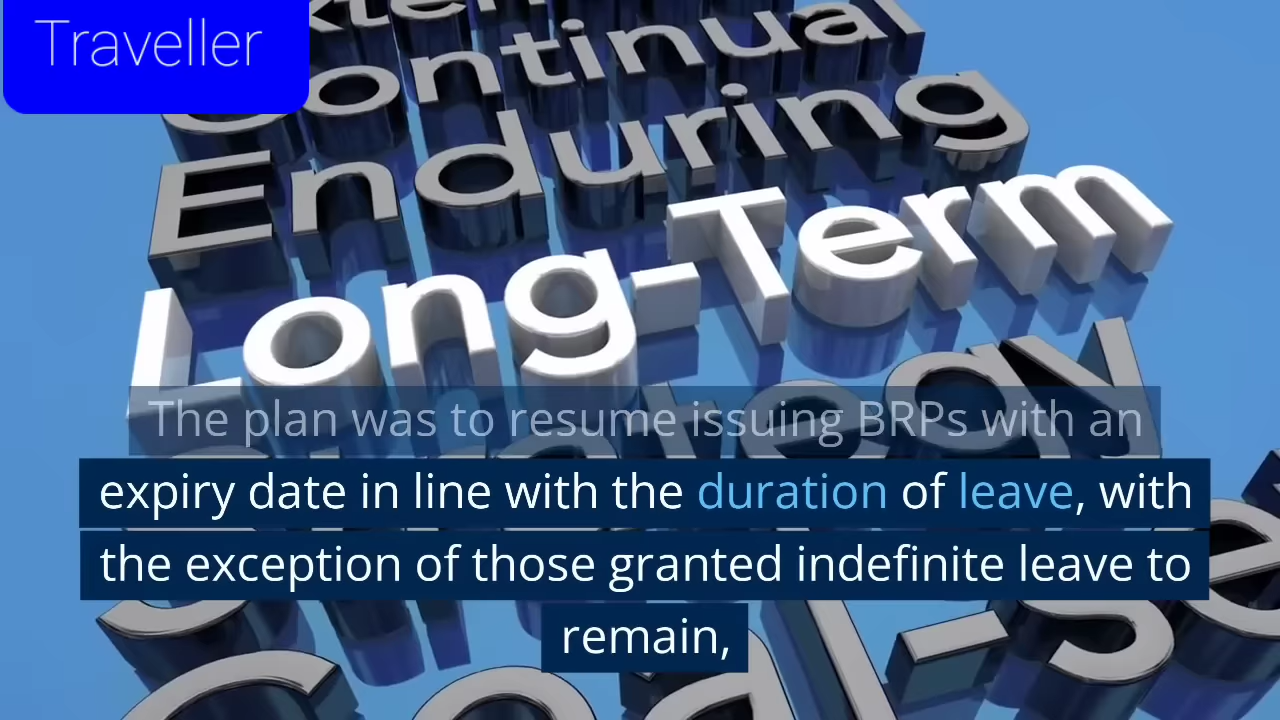 Traveller
Continual
Enduring
Long-Term
Strategy
The plan was to resume issuing BRPs with an
expiry date in line with the duration of leave, with
the exception of those granted indefinite leave to
remain,